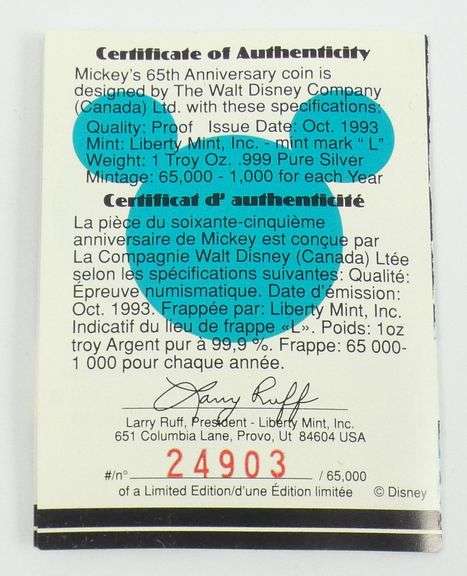 Certificate of Authenticity
Mickey's 65th Anniversary coin is
designed by The Walt Disney Company
(Canada) Ltd. with these specifications:
Quality: Proof Issue Date: Oct. 1993
Mint: Liberty Mint, Inc. - mint mark " L"
Weight: 1 Troy Oz. .999 Pure Silver
Mintage: 65,000 - 1,000 for each Year
Certificat d' authenticité
La pièce du soixante-cinquième
anniversaire de Mickey est conçue par
La Compagnie Walt Disney (Canada) Ltée
selon les spécifications suivantes: Qualité:
Épreuve numismatique. Date d'émission:
Oct. 1993. Frappée par: Liberty Mint, Inc.
Indicatif du lieu de frappe «L». Poids: 1oz
troy Argent pur à 99,9 %. Frappe: 65 000-
1 000 pour chaque année.
Larry Ruff
Larry Ruff, President - Liberty Mint, Inc.
651 Columbia Lane, Provo, Ut 84604 USA
#/n° 24903 / 65,000
of a Limited Edition/d'une Édition limitée © Disney